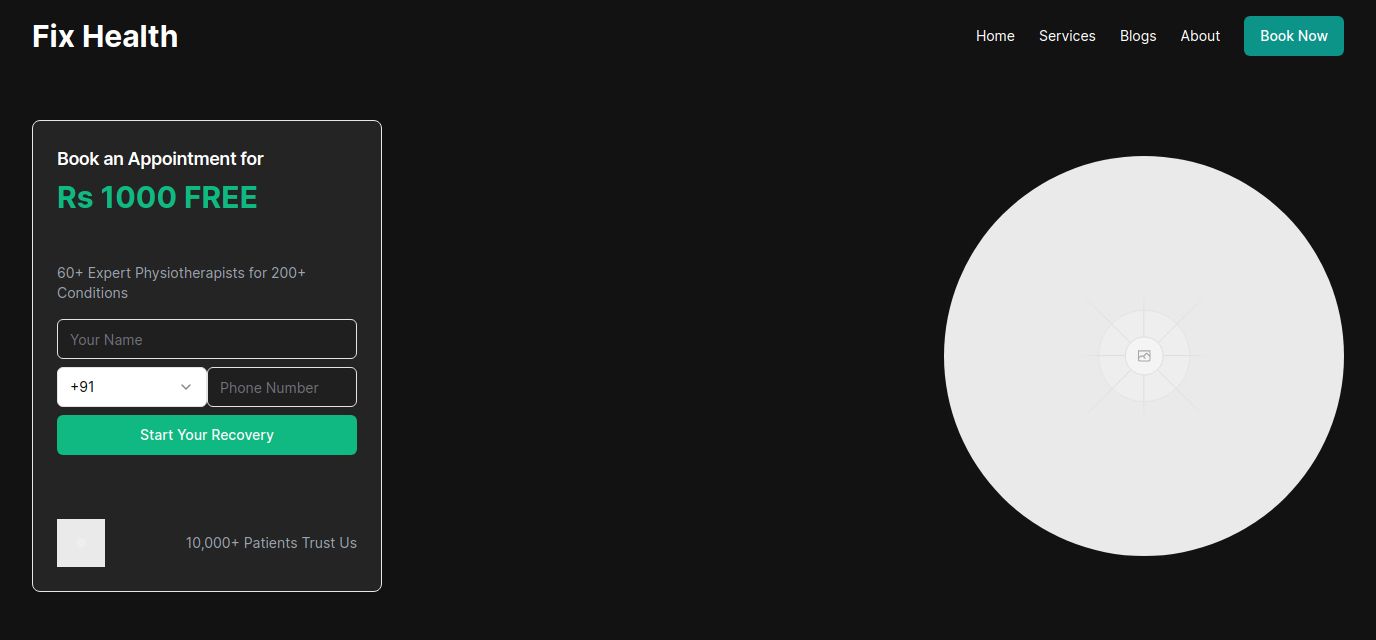 Fix Health
Home
Services
Blogs
About
Book Now
Book an Appointment for
Rs 1000 FREE
60+ Expert Physiotherapists for 200+
Conditions
Your Name
+91
Phone Number
Start Your Recovery
10,000+ Patients Trust Us